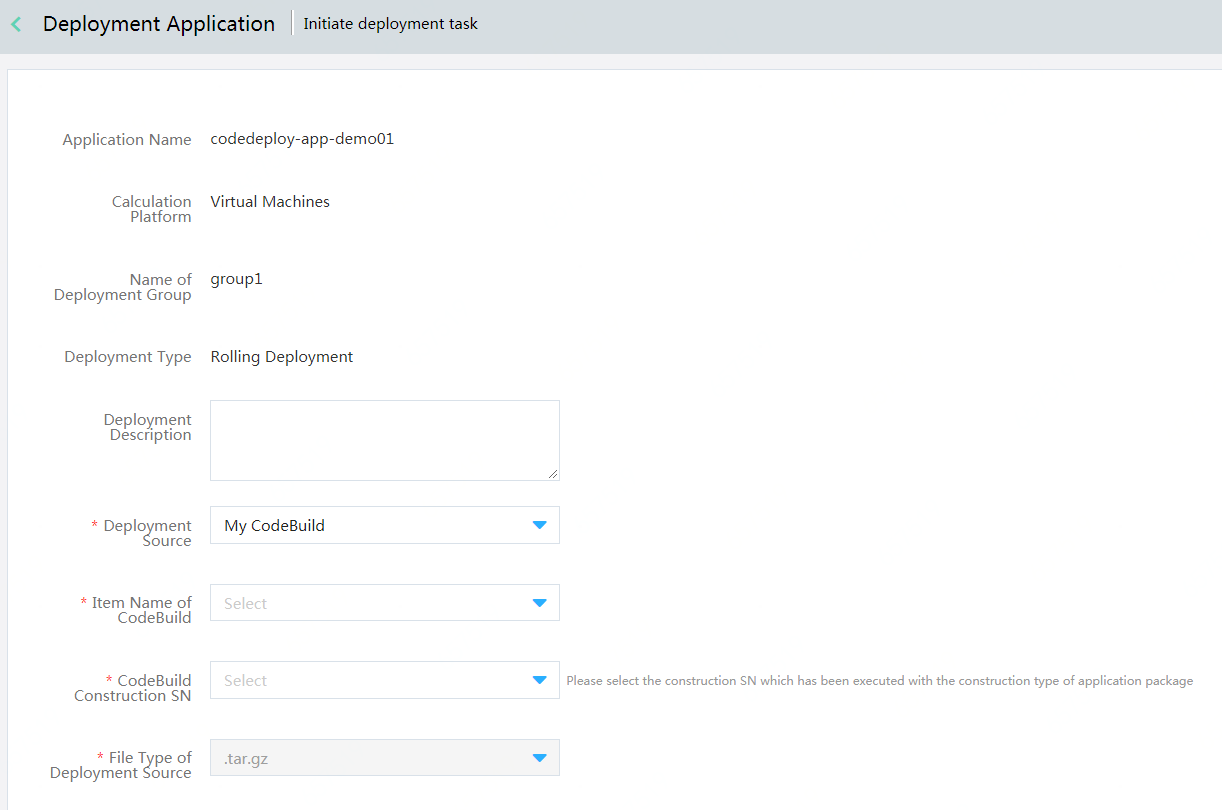 Deployment Application
Initiate deployment task
Application Name
codedeploy-app-demo01
Calculation
Platform
Virtual Machines
Name of
Deployment Group
group1
Deployment Type
Rolling Deployment
Deployment
Description
* Deployment
Source
My CodeBuild
* Item Name of
CodeBuild
Select
* CodeBuild
Construction SN
Select
Please select the construction SN which has been executed with the construction type of application package
* File Type of
Deployment Source
.tar.gz